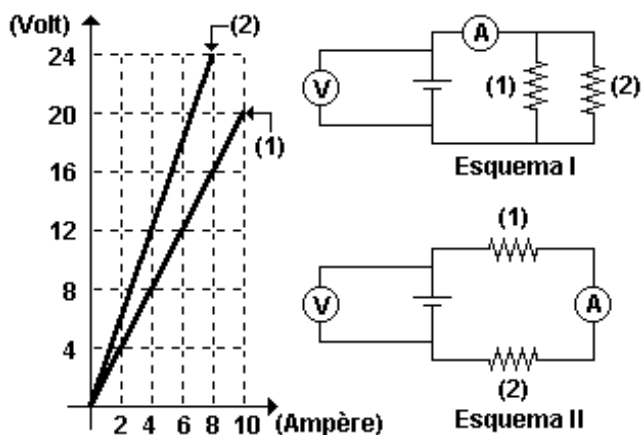 (Volt)
24
20
16
12
8
4
2 4 6 8 10 (Ampère)
(2)
(1)
A
V
(1)
(2)
Esquema I
(1)
V
A
(2)
Esquema II